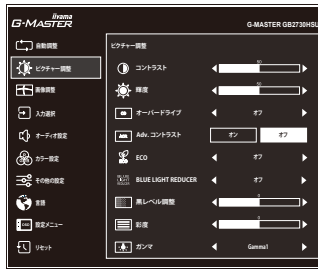 iiyama
G-MASTER
G-MASTER GB2730HSU
自動調整
ピクチャー調整
画像調整
入力選択
オーディオ設定
カラー設定
その他の設定
言語
OSD
設定メニュー
リセット
ピクチャー調整
コントラスト
50
輝度
50
オーバードライブ
オフ
Adv. コントラスト
オン
オフ
ECO
オフ
BLUE LIGHT REDUCER
オフ
黒レベル調整
0
彩度
0
ガンマ
Gamma1